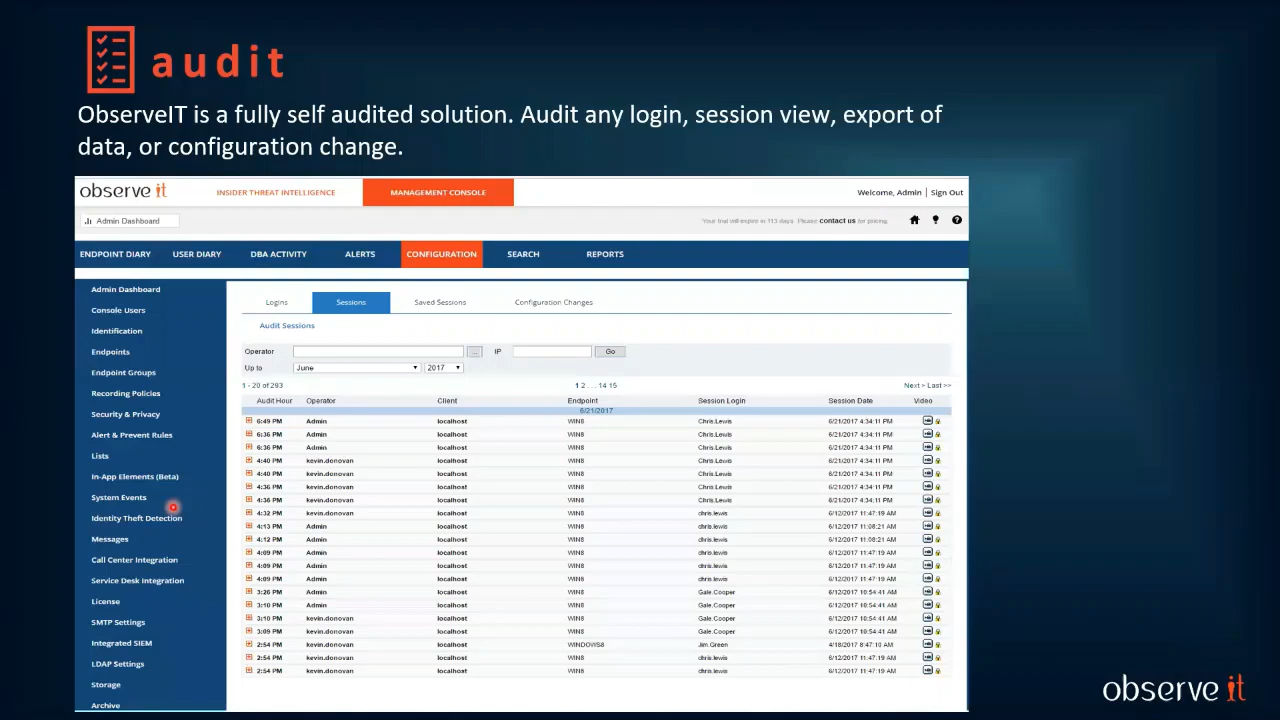 audit
ObserveIT is a fully self audited solution. Audit any login, session view, export of
data, or configuration change.
observe it INSIDER THREAT INTELLIGENCE MANAGEMENT CONSOLE Welcome, Admin | Sign Out
Admin Dashboard Your trial will expire in 113 days. Please contact us for pricing.
ENDPOINT DIARY USER DIARY DBA ACTIVITY ALERTS CONFIGURATION SEARCH REPORTS
Admin Dashboard
Console Users
Identification
Endpoints
Endpoint Groups
Recording Policies
Security & Privacy
Alert & Prevent Rules
Lists
In-App Elements (Beta)
System Events
Identity Theft Detection
Messages
Call Center Integration
Service Desk Integration
License
SMTP Settings
Integrated SIEM
LDAP Settings
Storage
Archive
Logins Sessions Saved Sessions Configuration Changes
Audit Sessions
Operator ... IP Go
Up to June 2017
1 - 20 of 293 1 2 . . . 14 15 Next > Last >>
Audit Hour Operator Client Endpoint Session Login Session Date Video
6/21/2017
6:49 PM Admin localhost WIN8 Chris.Lewis 6/21/2017 4:34:11 PM
6:36 PM Admin localhost WIN8 Chris.Lewis 6/21/2017 4:34:11 PM
6:36 PM Admin localhost WIN8 Chris.Lewis 6/21/2017 4:34:11 PM
4:40 PM kevin.donovan localhost WIN8 Chris.Lewis 6/21/2017 4:34:11 PM
4:40 PM kevin.donovan localhost WIN8 Chris.Lewis 6/21/2017 4:34:11 PM
4:36 PM kevin.donovan localhost WIN8 Chris.Lewis 6/21/2017 4:34:11 PM
4:36 PM kevin.donovan localhost WIN8 Chris.Lewis 6/21/2017 4:34:11 PM
4:32 PM kevin.donovan localhost WIN8 chris.lewis 6/12/2017 11:47:19 AM
4:13 PM Admin localhost WIN8 chris.lewis 6/12/2017 11:08:21 AM
4:12 PM Admin localhost WIN8 chris.lewis 6/12/2017 11:08:21 AM
4:09 PM Admin localhost WIN8 chris.lewis 6/12/2017 11:47:19 AM
4:09 PM Admin localhost WIN8 chris.lewis 6/12/2017 11:47:19 AM
4:09 PM Admin localhost WIN8 chris.lewis 6/12/2017 11:47:19 AM
3:26 PM Admin localhost WIN8 Gale.Cooper 6/12/2017 10:54:41 AM
3:10 PM Admin localhost WIN8 Gale.Cooper 6/12/2017 10:54:41 AM
3:10 PM kevin.donovan localhost WIN8 Gale.Cooper 6/12/2017 10:54:41 AM
3:09 PM kevin.donovan localhost WIN8 Gale.Cooper 6/12/2017 10:54:41 AM
2:54 PM kevin.donovan localhost WINDOWS8 Jim.Green 4/18/2017 8:47:10 AM
2:54 PM kevin.donovan localhost WIN8 chris.lewis 6/12/2017 11:47:19 AM
2:54 PM kevin.donovan localhost WIN8 chris.lewis 6/12/2017 11:47:19 AM
observe it